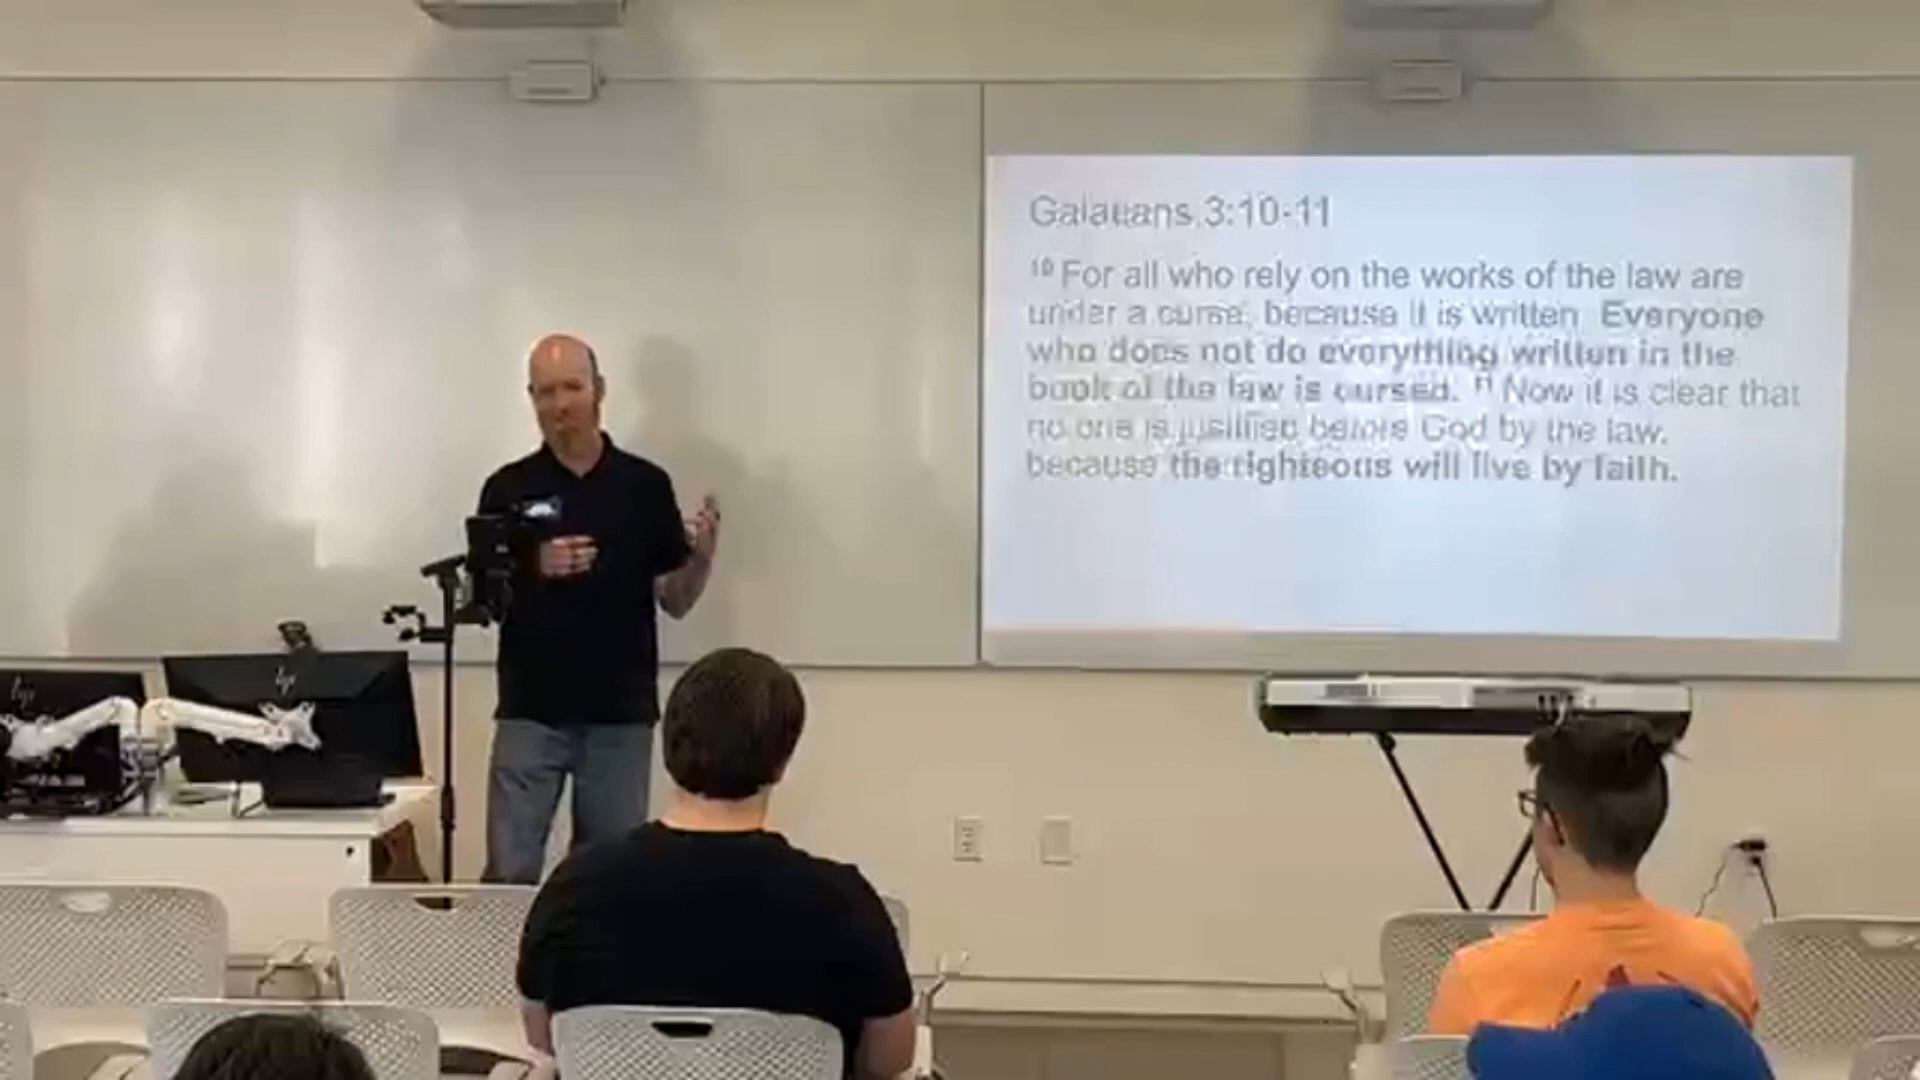 Galatians 3:10-11
10 For all who rely on the works of the law are
under a curse, because it is written, Everyone
who does not do everything written in the
book of the law is cursed. 11 Now it is clear that
no one is justified before God by the law,
because the righteous will live by faith.
hp
hp